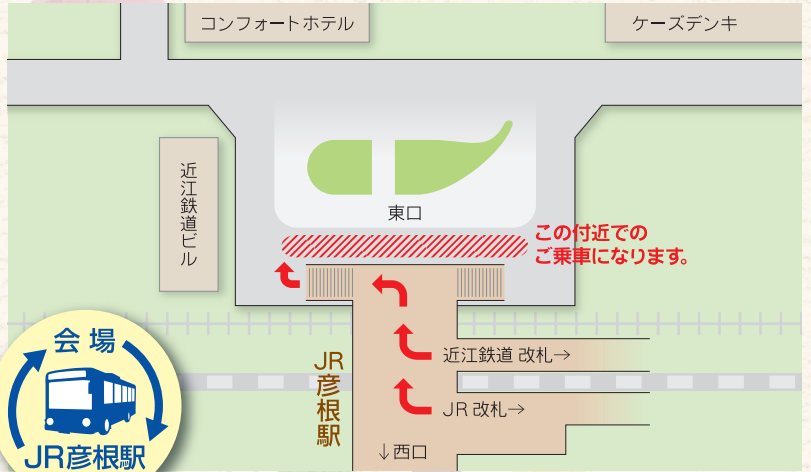 コンフォートホテル
ケーズデンキ
近江鉄道ビル
東口
この付近での
ご乗車になります。
近江鉄道 改札→
JR 改札→
JR彦根駅
↓西口
会場
JR彦根駅